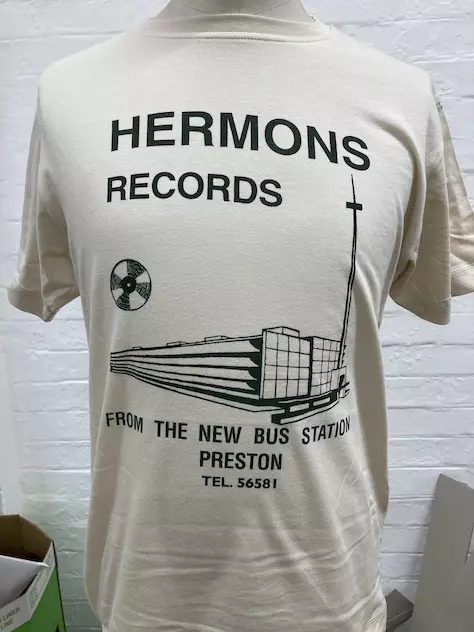 HERMONS
RECORDS
FROM THE NEW BUS STATION
PRESTON
TEL. 56581